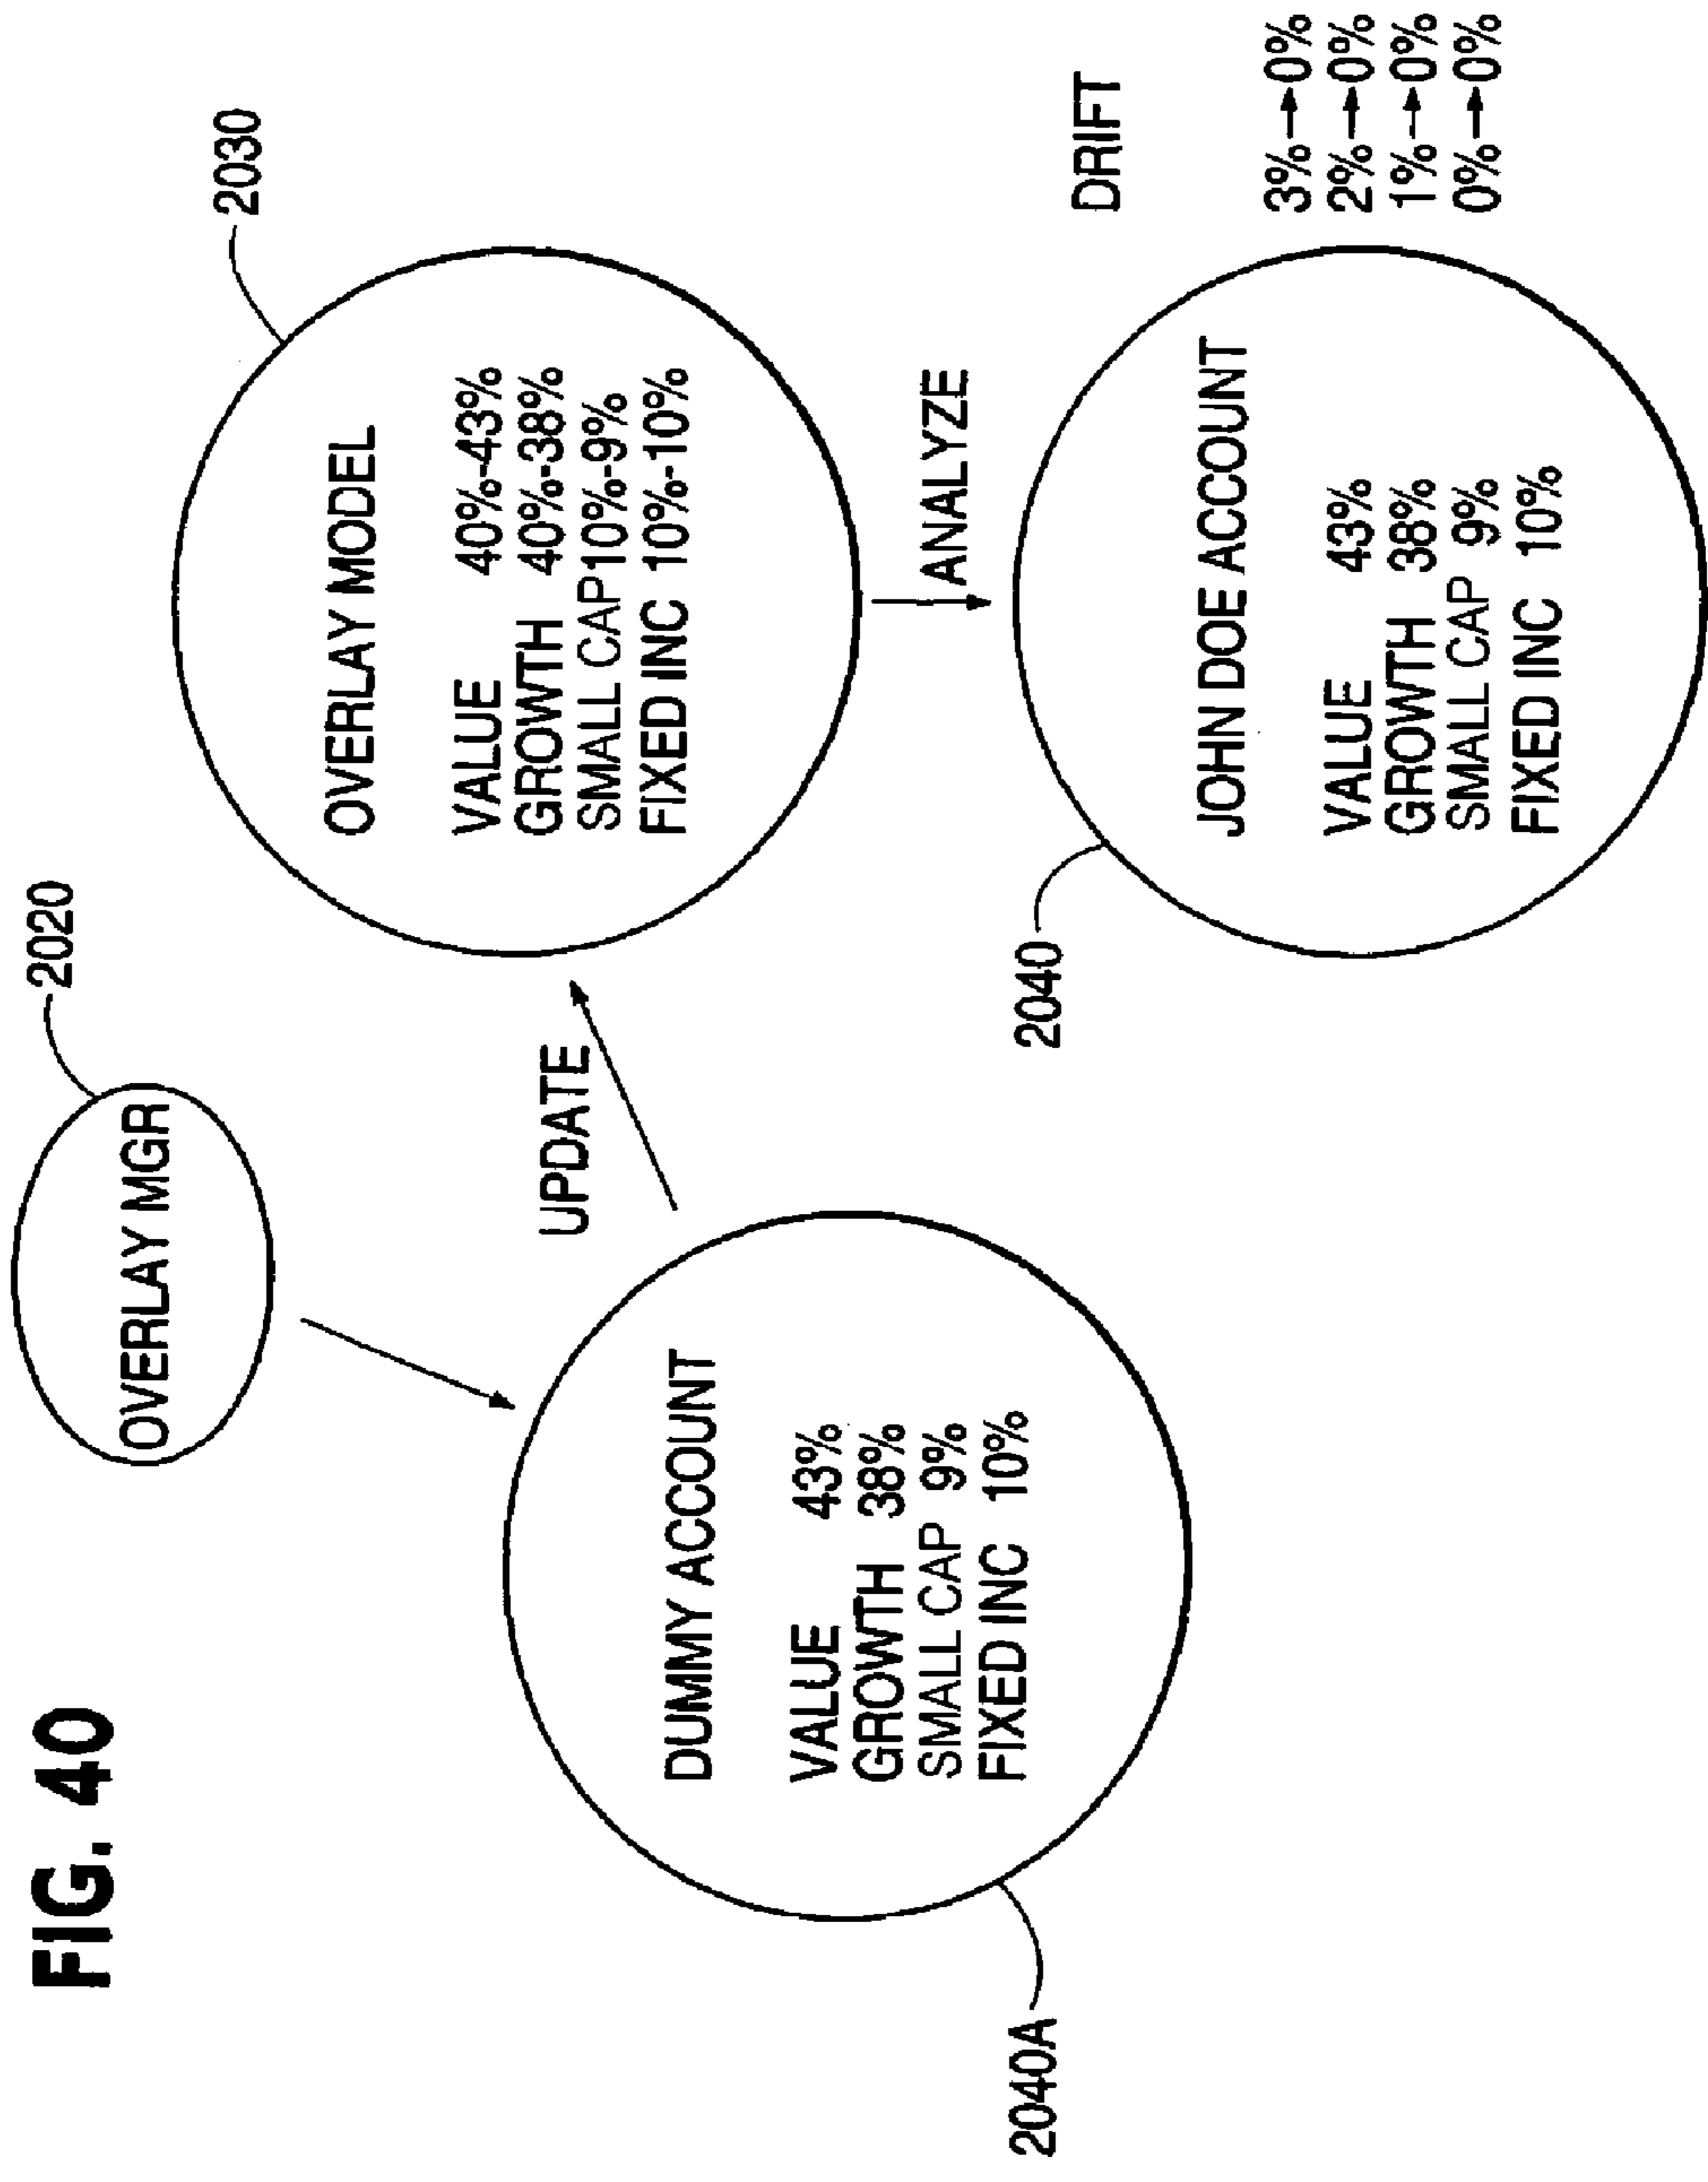 FIG. 40
OVERLAY MGR
2020
2030
OVERLAY MODEL
VALUE 40%-43%
GROWTH 40%-38%
SMALL CAP 10%-9%
FIXED INC 10%-10%
UPDATE
DUMMY ACCOUNT
VALUE 43%
GROWTH 38%
SMALL CAP 9%
FIXED INC 10%
2040A
ANALYZE
2040
JOHN DOE ACCOUNT
VALUE 43%
GROWTH 38%
SMALL CAP 9%
FIXED INC 10%
DRIFT
3%→0%
2%→0%
1%→0%
0%→0%